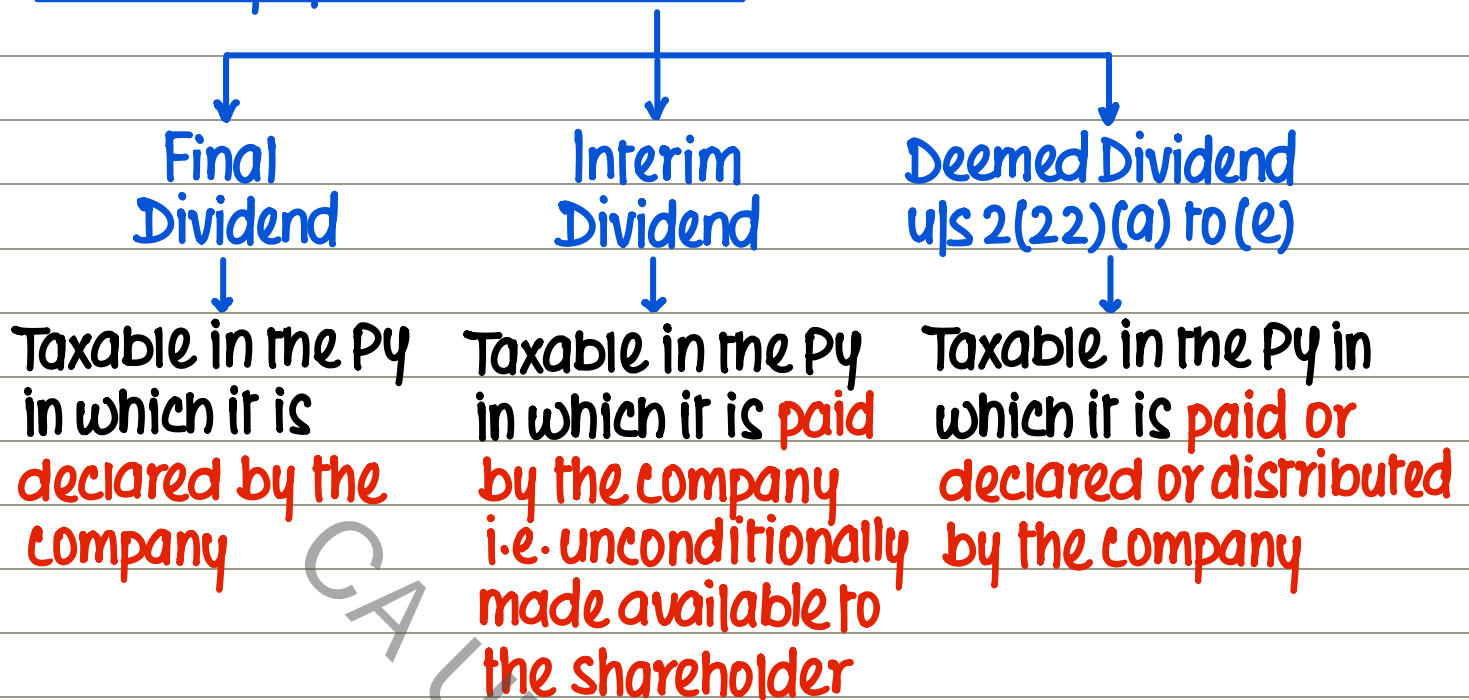 Final
Dividend
Interim
Dividend
Deemed Dividend
u/s 2(22)(a) to (e)
Taxable in the PY
in which it is
declared by the
company
Taxable in the PY
in which it is paid
by the company
i.e. unconditionally
made available to
the shareholder
Taxable in the PY in
which it is paid or
declared or distributed
by the company
CA